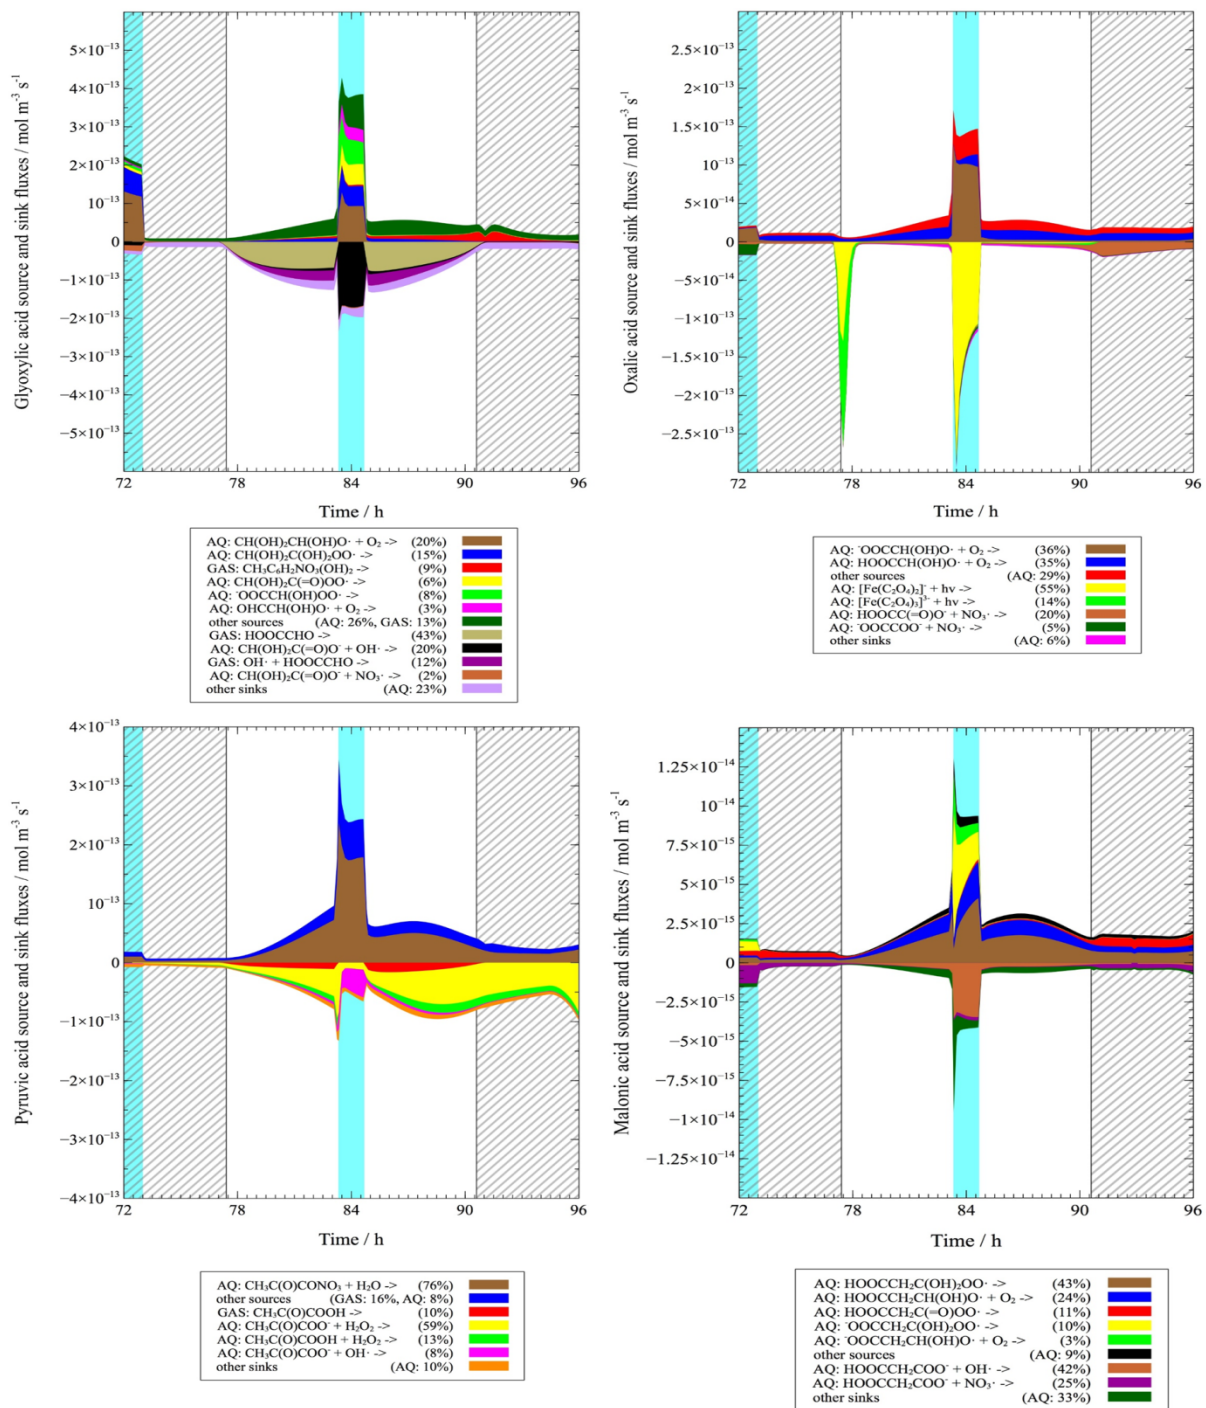 Glyoxylic acid source and sink fluxes / mol m⁻³ s⁻¹
5×10⁻¹³
4×10⁻¹³
3×10⁻¹³
2×10⁻¹³
1×10⁻¹³
0
−1×10⁻¹³
−2×10⁻¹³
−3×10⁻¹³
−4×10⁻¹³
−5×10⁻¹³
72 78 84 90 96
Time / h
AQ: CH(OH)₂CH(OH)O· + O₂ -> (20%)
AQ: CH(OH)₂C(OH)₂OO· -> (15%)
GAS: CH₃C₆H₂NO₃(OH)₂ -> (9%)
AQ: CH(OH)₂C(=O)OO· -> (6%)
AQ: ⁻OOCCH(OH)OO· -> (8%)
AQ: OHCCH(OH)O· + O₂ -> (3%)
other sources (AQ: 26%, GAS: 13%)
GAS: HOOCCHO -> (43%)
AQ: CH(OH)₂C(=O)O⁻ + OH· -> (20%)
GAS: OH· + HOOCCHO -> (12%)
AQ: CH(OH)₂C(=O)O⁻ + NO₃· -> (2%)
other sinks (AQ: 23%)
Oxalic acid source and sink fluxes / mol m⁻³ s⁻¹
2.5×10⁻¹³
2×10⁻¹³
1.5×10⁻¹³
1×10⁻¹³
5×10⁻¹⁴
0
−5×10⁻¹⁴
−1×10⁻¹³
−1.5×10⁻¹³
−2×10⁻¹³
−2.5×10⁻¹³
72 78 84 90 96
Time / h
AQ: ⁻OOCCH(OH)O· + O₂ -> (36%)
AQ: HOOCCH(OH)O· + O₂ -> (35%)
other sources (AQ: 29%)
AQ: [Fe(C₂O₄)₂]⁻ + hν -> (55%)
AQ: [Fe(C₂O₄)₃]³⁻ + hν -> (14%)
AQ: HOOCC(=O)O⁻ + NO₃· -> (20%)
AQ: ⁻OOCCOO⁻ + NO₃· -> (5%)
other sinks (AQ: 6%)
Pyruvic acid source and sink fluxes / mol m⁻³ s⁻¹
4×10⁻¹³
3×10⁻¹³
2×10⁻¹³
1×10⁻¹³
0
−1×10⁻¹³
−2×10⁻¹³
−3×10⁻¹³
−4×10⁻¹³
72 78 84 90 96
Time / h
AQ: CH₃C(O)CONO₃ + H₂O -> (76%)
other sources (GAS: 16%, AQ: 8%)
GAS: CH₃C(O)COOH -> (10%)
AQ: CH₃C(O)COO⁻ + H₂O₂ -> (59%)
AQ: CH₃C(O)COOH + H₂O₂ -> (13%)
AQ: CH₃C(O)COO⁻ + OH· -> (8%)
other sinks (AQ: 10%)
Malonic acid source and sink fluxes / mol m⁻³ s⁻¹
1.25×10⁻¹⁴
1×10⁻¹⁴
7.5×10⁻¹⁵
5×10⁻¹⁵
2.5×10⁻¹⁵
0
−2.5×10⁻¹⁵
−5×10⁻¹⁵
−7.5×10⁻¹⁵
−1×10⁻¹⁴
−1.25×10⁻¹⁴
72 78 84 90 96
Time / h
AQ: HOOCCH₂C(OH)₂OO· -> (43%)
AQ: HOOCCH₂CH(OH)O· + O₂ -> (24%)
AQ: HOOCCH₂C(=O)OO· -> (11%)
AQ: ⁻OOCCH₂C(OH)₂OO· -> (10%)
AQ: ⁻OOCCH₂CH(OH)O· + O₂ -> (3%)
other sources (AQ: 9%)
AQ: HOOCCH₂COO⁻ + OH· -> (42%)
AQ: HOOCCH₂COO⁻ + NO₃· -> (25%)
other sinks (AQ: 33%)